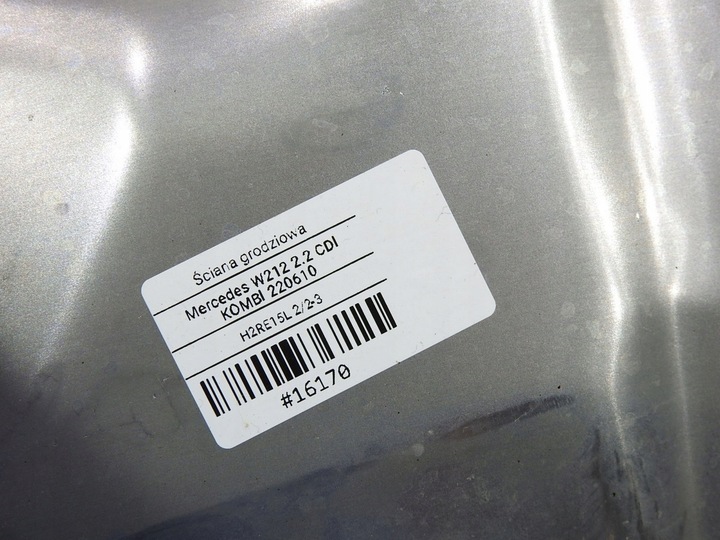 Ściana grodziowa
Mercedes W212 2.2 CDI
KOMBI 220610
H2RE15L 2/2-3
#16170